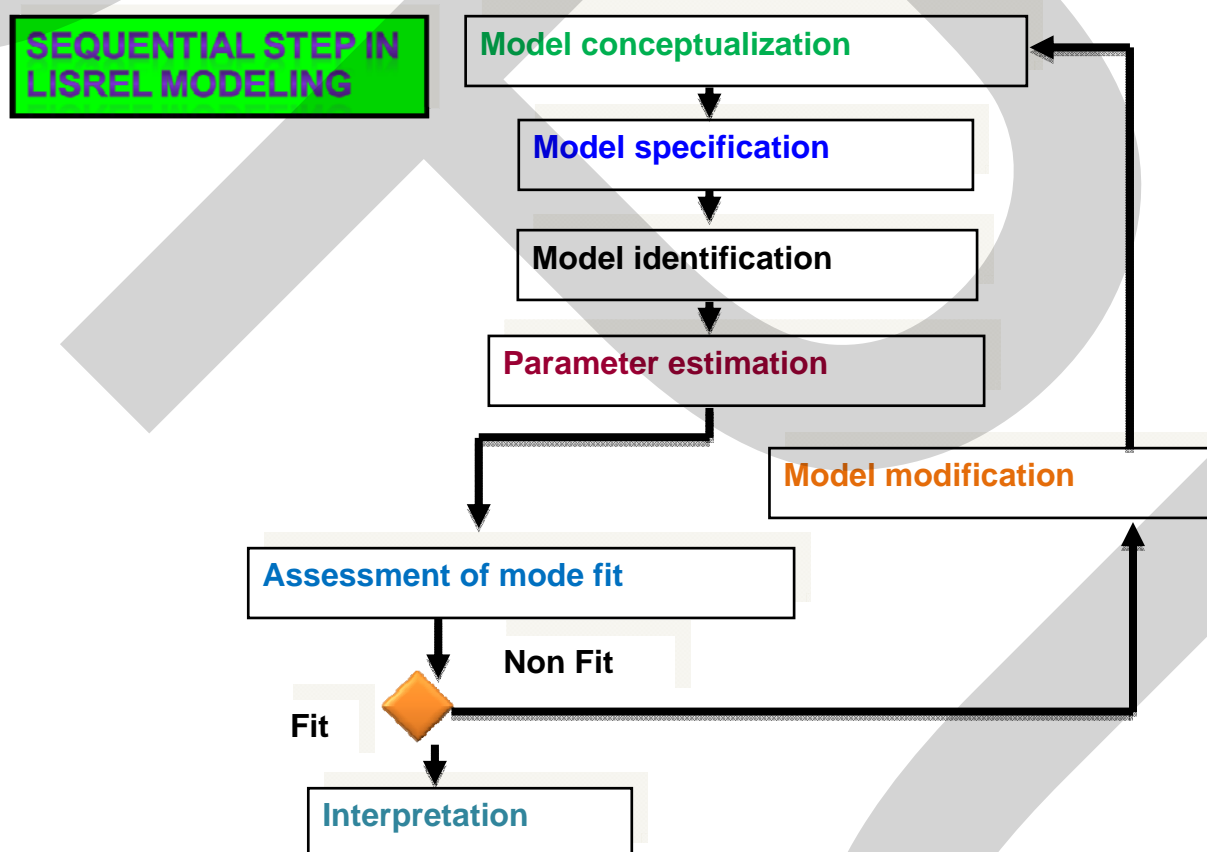 SEQUENTIAL STEP IN
LISREL MODELING
Model conceptualization
Model specification
Model identification
Parameter estimation
Model modification
Assessment of mode fit
Non Fit
Fit
Interpretation